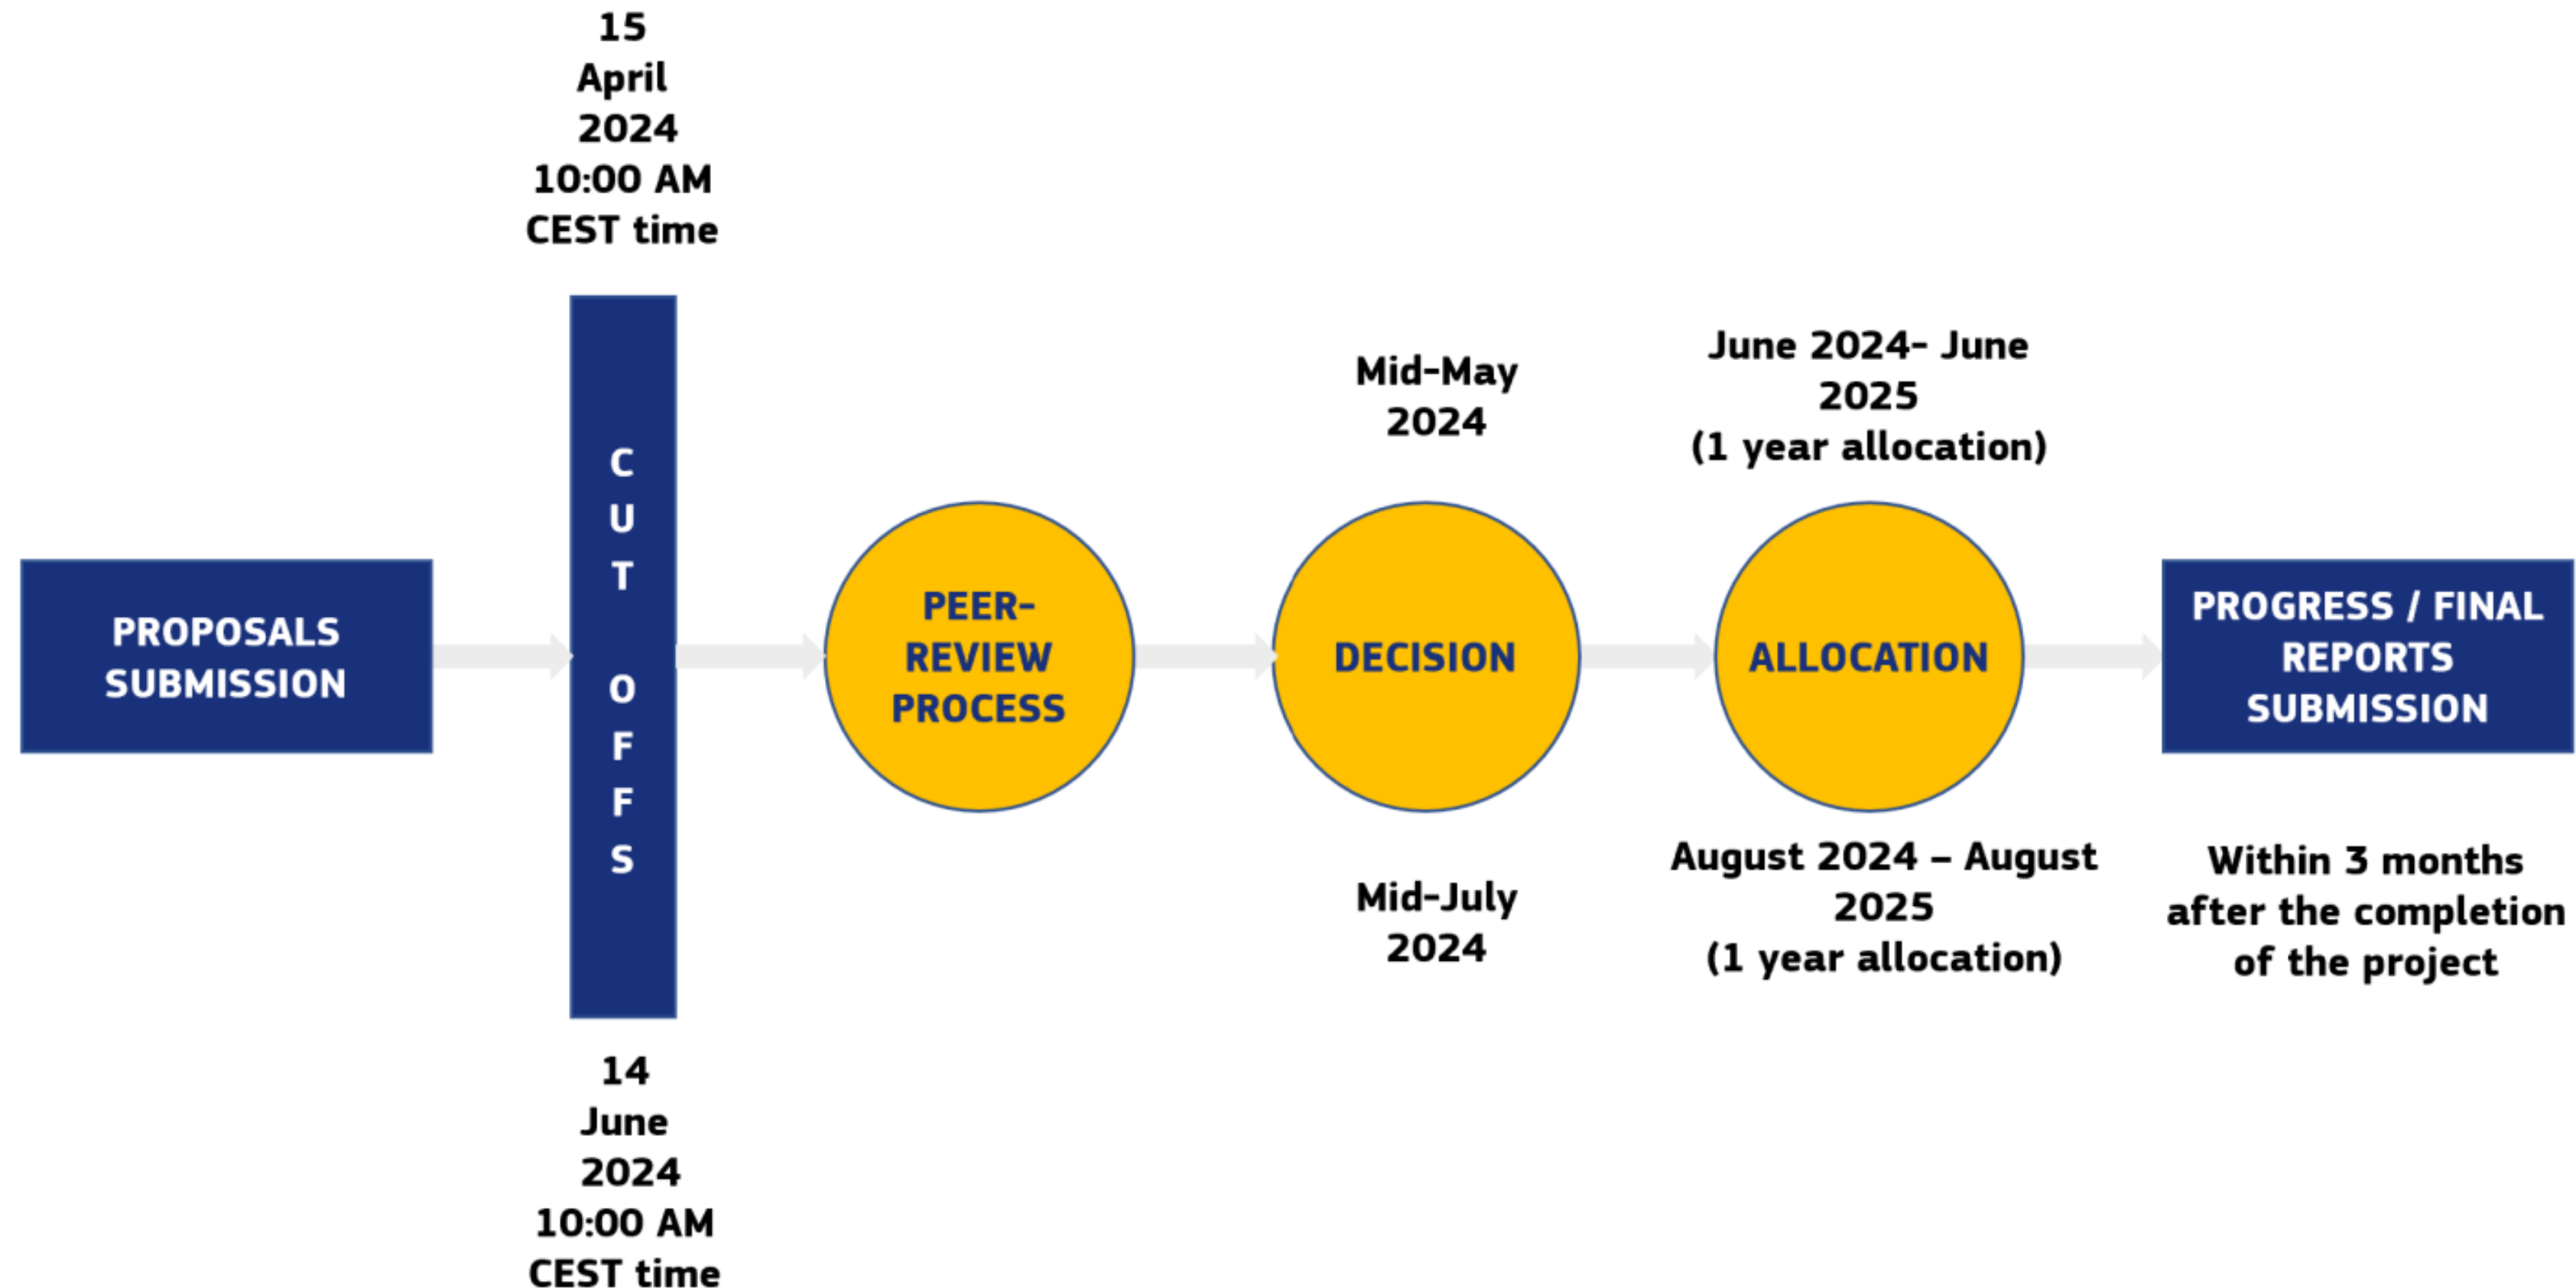 15
April
2024
10:00 AM
CEST time
PROPOSALS
SUBMISSION
C
U
T
O
F
F
S
14
June
2024
10:00 AM
CEST time
PEER-
REVIEW
PROCESS
Mid-May
2024
DECISION
Mid-July
2024
June 2024- June
2025
(1 year allocation)
ALLOCATION
August 2024 – August
2025
(1 year allocation)
PROGRESS / FINAL
REPORTS
SUBMISSION
Within 3 months
after the completion
of the project